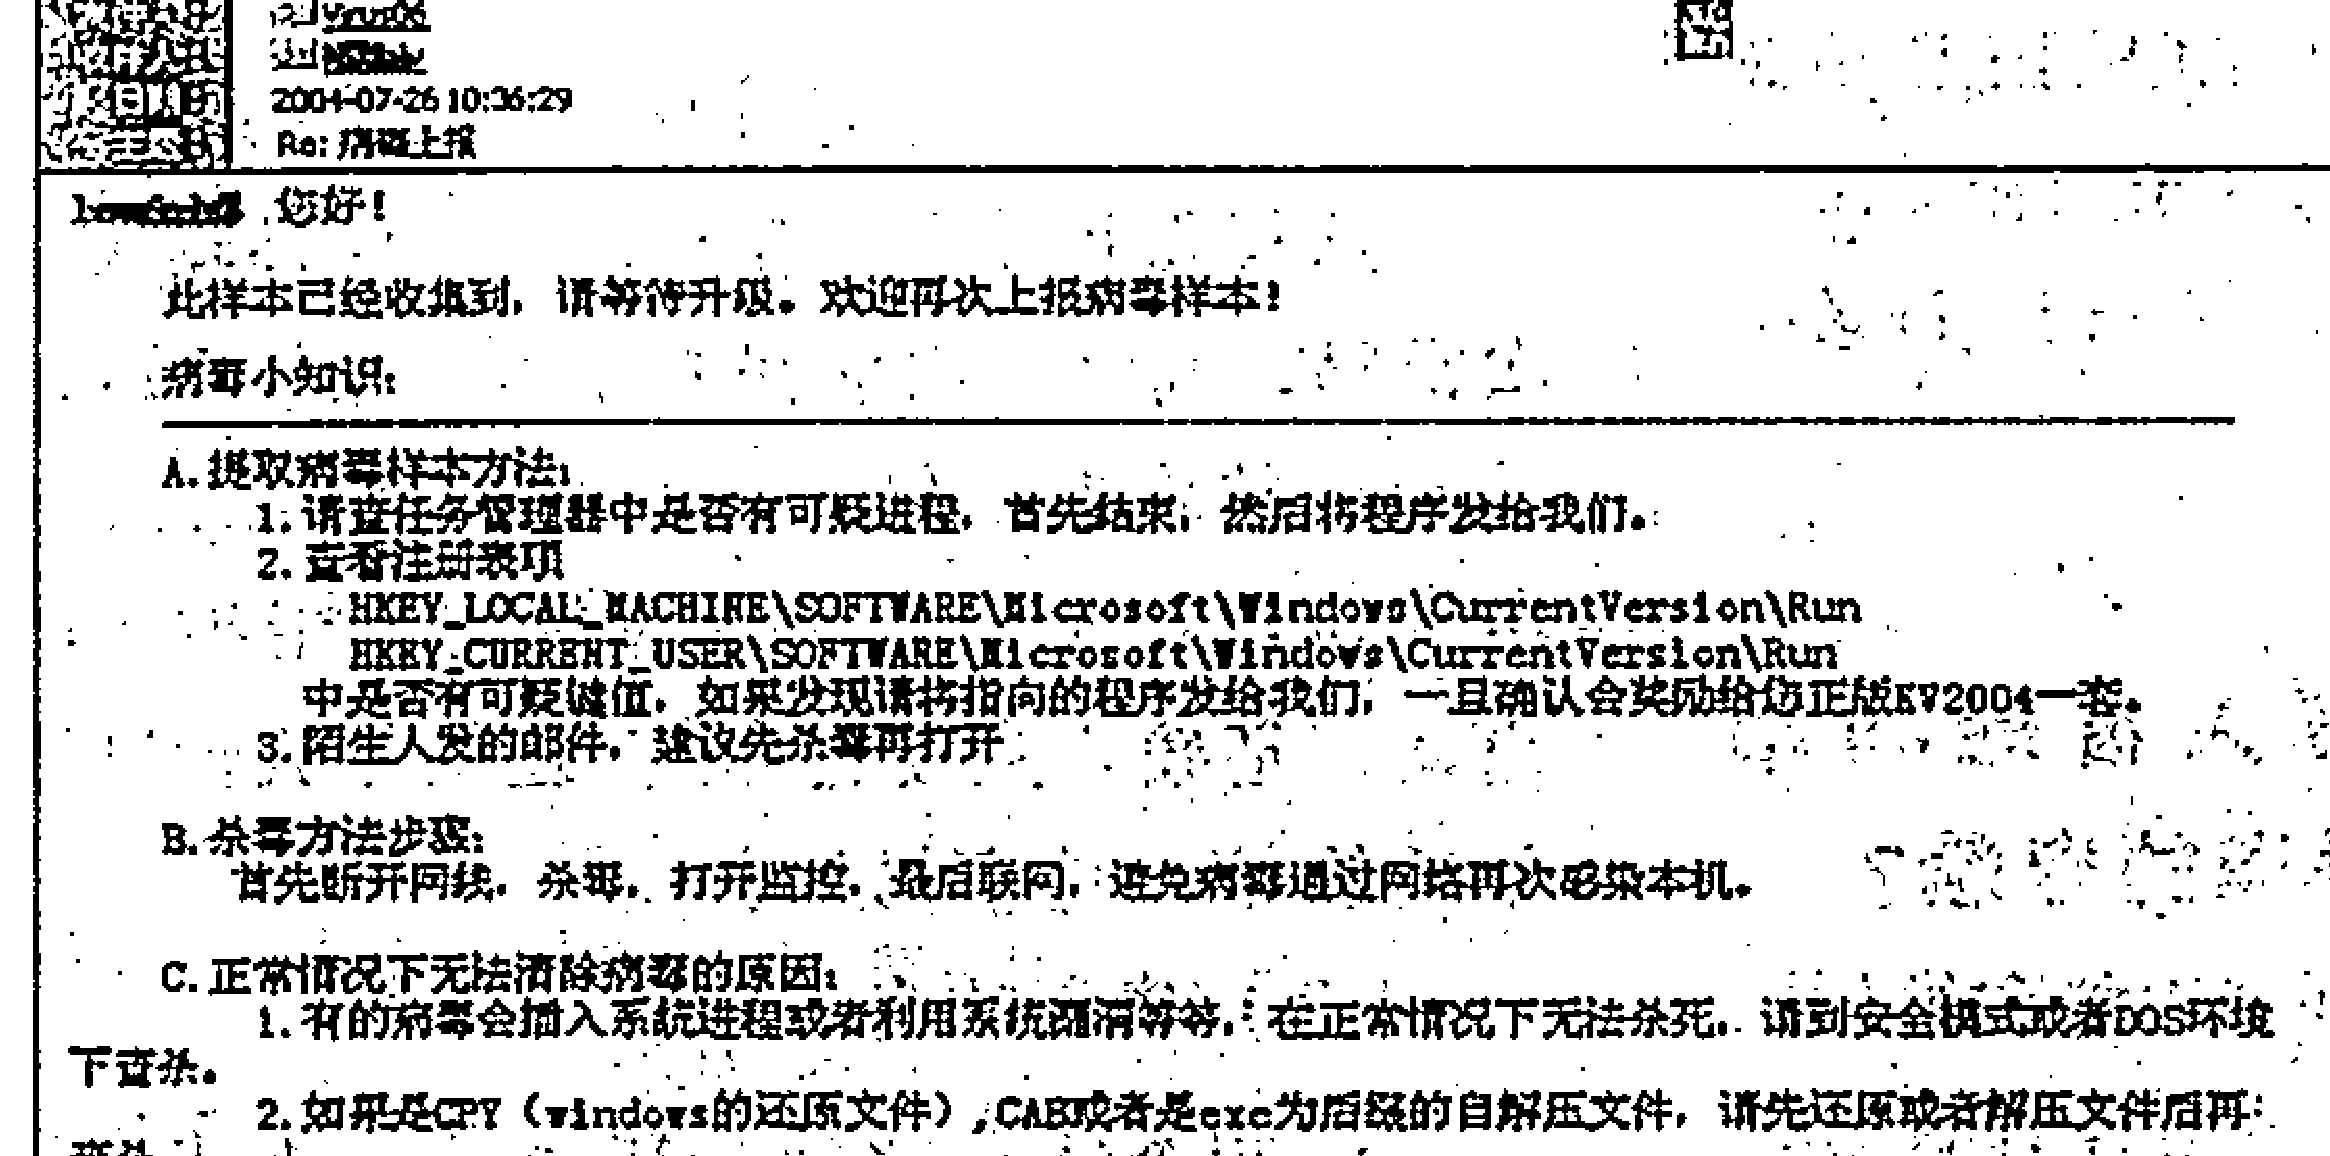 Virus06
2004-07-26 10:36:29
Re: 病毒上报
您好!
此样本已经收集到，请等待升级。欢迎再次上报病毒样本!
病毒小知识:
A.提取病毒样本方法:
1.请查任务管理器中是否有可疑进程，首先结束，然后将程序发给我们。
2.查看注册表项
HKEY_LOCAL_MACHINE\SOFTWARE\Microsoft\Windows\CurrentVersion\Run
HKEY_CURRENT_USER\SOFTWARE\Microsoft\Windows\CurrentVersion\Run
中是否有可疑键值，如果发现请将指向的程序发给我们，一旦确认会奖励给您正版KV2004一套。
3.陌生人发的邮件，建议先杀毒再打开
B.杀毒方法步骤:
首先断开网线，杀毒，打开监控，最后联网，避免病毒通过网络再次感染本机。
C.正常情况下无法清除病毒的原因:
1.有的病毒会插入系统进程或者利用系统漏洞等等，在正常情况下无法杀死，请到安全模式或者DOS环境
下查杀。
2.如果是CPY（windows的还原文件）,CAB或者是exe为后缀的自解压文件，请先还原或者解压文件后再